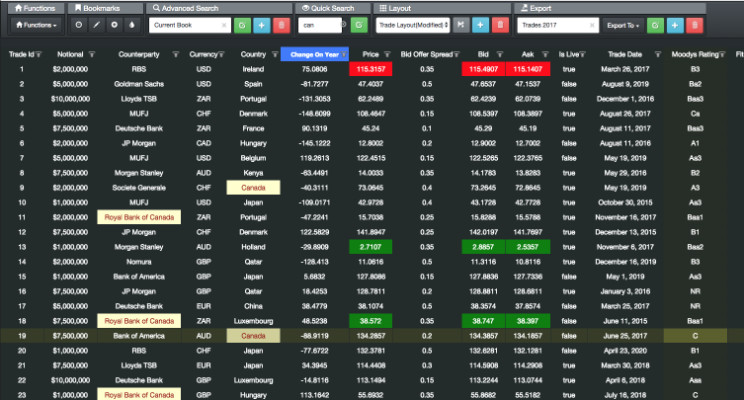 Functions Bookmarks Advanced Search Quick Search Layout Export
Functions Current Book can Trade Layout(Modified) Trades 2017 Export To
Trade Id Notional Counterparty Currency Country Change On Year Price Bid Offer Spread Bid Ask Is Live Trade Date Moodys Rating Fit
1 $2,000,000 RBS USD Ireland 75.0806 115.3157 0.35 115.4907 115.1407 true March 26, 2017 B3
2 $5,000,000 Goldman Sachs USD Spain -81.7277 47.4037 0.5 47.6537 47.1537 false August 9, 2019 Ba2
3 $10,000,000 Lloyds TSB ZAR Portugal -131.3053 62.2489 0.35 62.4239 62.0739 false December 1, 2016 Baa3
4 $5,000,000 MUFJ CHF Denmark -148.6099 108.4647 0.15 108.5397 108.3897 true August 26, 2017 Ca
5 $7,500,000 Deutsche Bank ZAR France 90.1319 45.24 0.1 45.29 45.19 true August 11, 2017 Baa3
6 $2,000,000 JP Morgan CAD Hungary -145.1222 12.8002 0.2 12.9002 12.7002 false August 11, 2016 A1
7 $5,000,000 MUFJ USD Belgium 119.2613 122.4515 0.15 122.5265 122.3765 false May 19, 2019 Aa3
8 $7,500,000 Morgan Stanley AUD Kenya -63.4491 14.0033 0.35 14.1783 13.8283 true May 29, 2016 B2
9 $2,000,000 Societe Generale CHF Canada -40.3111 73.0645 0.4 73.2645 72.8645 true May 19, 2019 A3
10 $1,000,000 MUFJ USD Japan -109.0171 42.9728 0.4 43.1728 42.7728 true October 30, 2015 Aa3
11 $2,000,000 Royal Bank of Canada ZAR Portugal -47.2241 15.7036 0.25 15.8286 15.5786 true November 16, 2017 Baa1
12 $7,500,000 JP Morgan CHF Denmark 122.5829 141.8947 0.25 142.0197 141.7697 true December 13, 2015 B1
13 $1,000,000 Morgan Stanley AUD Holland -29.8909 2.7107 0.35 2.8857 2.5357 true November 6, 2017 Baa2
14 $2,000,000 Nomura GBP Qatar -128.413 11.0616 0.5 11.3116 10.8116 true December 16, 2019 B3
15 $1,000,000 Bank of America GBP Japan 5.6832 127.8086 0.15 127.8836 127.7336 false May 1, 2019 Aa3
16 $7,500,000 JP Morgan GBP Qatar 18.4253 128.7811 0.2 128.8811 128.6811 true January 3, 2016 NR
17 $5,000,000 Deutsche Bank EUR China 38.4779 38.1074 0.5 38.3574 37.8574 true March 25, 2017 NR
18 $7,500,000 Royal Bank of Canada ZAR Luxembourg 48.5238 38.572 0.35 38.747 38.397 false June 11, 2015 Baa1
19 $7,500,000 Bank of America AUD Canada -88.9119 134.2857 0.2 134.3857 134.1857 false June 25, 2017 C
20 $1,000,000 RBS CHF Japan -77.6722 132.3781 0.5 132.6281 132.1281 false April 23, 2020 B1
21 $7,500,000 Lloyds TSB EUR Japan 34.3945 114.4408 0.3 114.5908 114.2908 true March 30, 2018 Aa3
22 $10,000,000 Deutsche Bank GBP Luxembourg -14.8116 113.1494 0.15 113.2244 113.0744 true April 6, 2018 Aaa
23 $1,000,000 Royal Bank of Canada GBP Hungary 113.1642 55.6932 0.35 55.8682 55.5182 true July 16, 2018 C